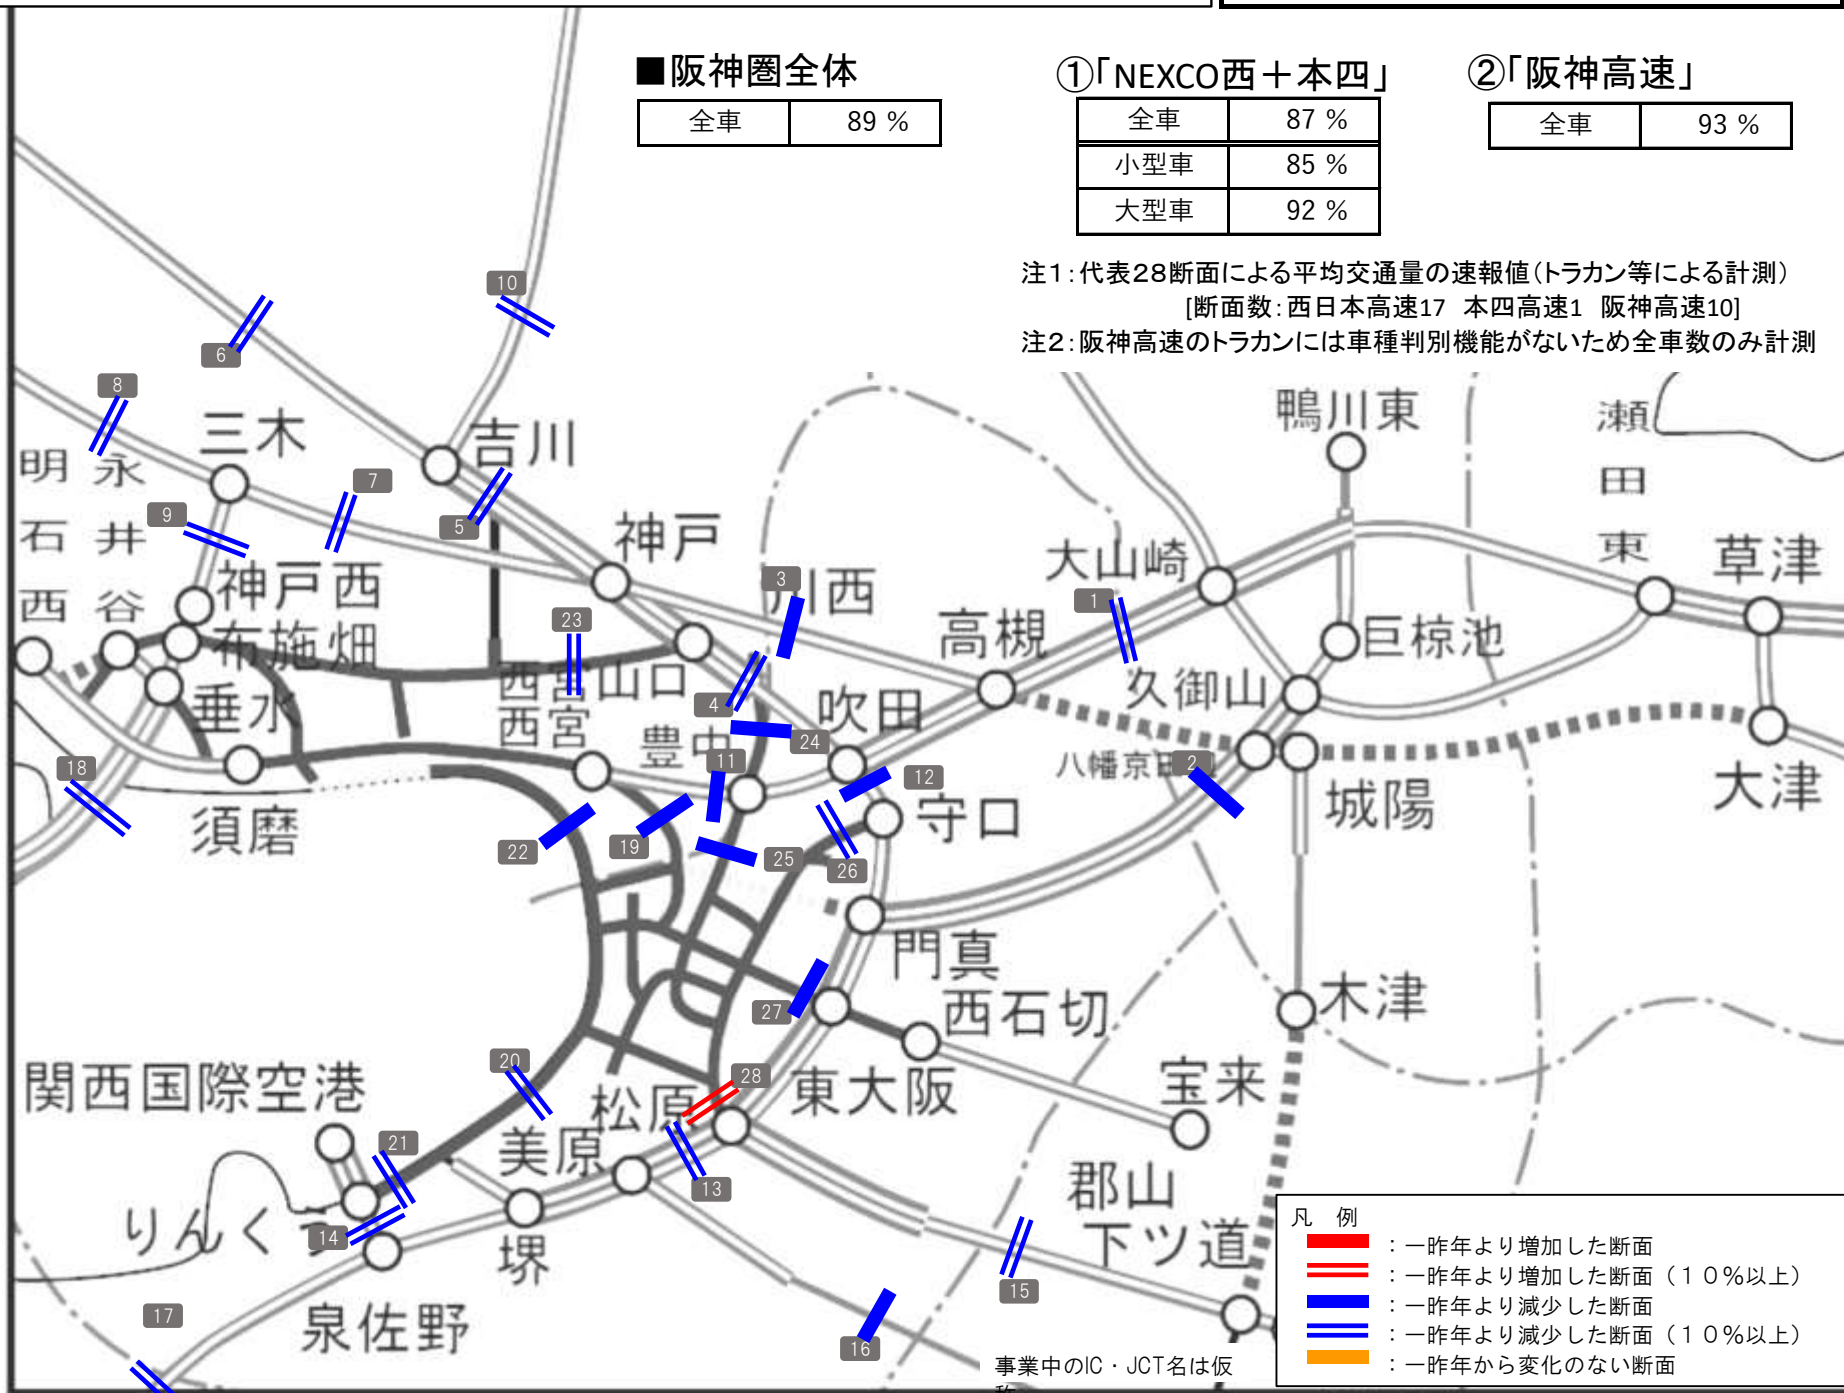 ■阪神圏全体
全車 89 %
①「NEXCO西＋本四」
全車 87 %
小型車 85 %
大型車 92 %
②「阪神高速」
全車 93 %
注1：代表28断面による平均交通量の速報値（トラカン等による計測）
[断面数：西日本高速17 本四高速1 阪神高速10]
注2：阪神高速のトラカンには車種判別機能がないため全車数のみ計測
10
6
8
三木
吉川
鴨川東
瀬田東
明石西
永井谷
7
9
5
神戸
大山崎
草津
3
川西
1
神戸西
布施畑
23
高槻
巨椋池
西宮山口
久御山
垂水
西宮
4
吹田
豊中
24
11
12
八幡京田
2
18
須磨
守口
城陽
大津
22
19
25
26
門真
27
西石切
木津
20
関西国際空港
松原
28
東大阪
宝来
21
美原
13
郡山
下ツ道
りんくう
14
堺
15
17
泉佐野
16
事業中のIC・JCT名は仮
凡 例
：一昨年より増加した断面
：一昨年より増加した断面（１０％以上）
：一昨年より減少した断面
：一昨年より減少した断面（１０％以上）
：一昨年から変化のない断面